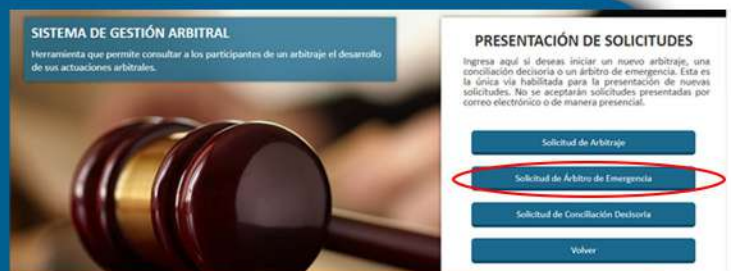 SISTEMA DE GESTIÓN ARBITRAL
Herramienta que permite consultar a los participantes de un arbitraje el desarrollo
de sus actuaciones arbitrales.
PRESENTACIÓN DE SOLICITUDES
Ingresa aquí si deseas iniciar un nuevo arbitraje, una
conciliación decisoria o un árbitro de emergencia. Esta es
la única vía habilitada para la presentación de nuevas
solicitudes. No se aceptarán solicitudes presentadas por
correo electrónico o de manera presencial.
Solicitud de Arbitraje
Solicitud de Árbitro de Emergencia
Solicitud de Conciliación Decisoria
Volver